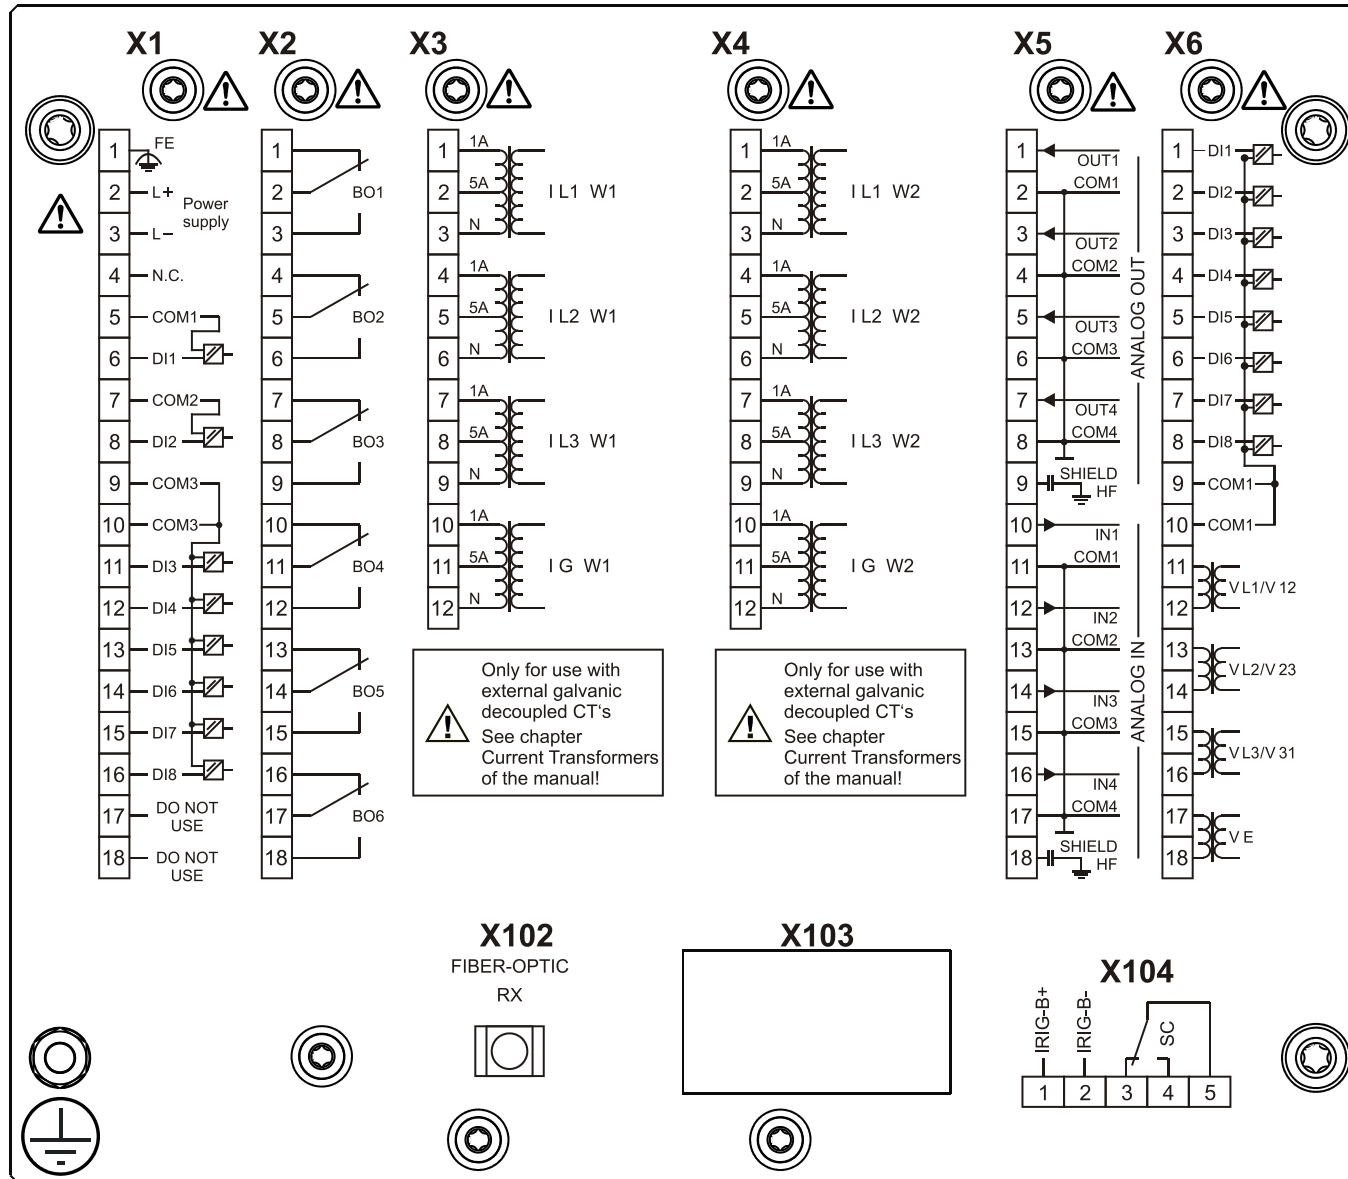 X1 X2 X3 X4 X5 X6
1 FE
2 L+
Power
supply
3 L–
4 N.C.
5 COM1
6 DI1
7 COM2
8 DI2
9 COM3
10 COM3
11 DI3
12 DI4
13 DI5
14 DI6
15 DI7
16 DI8
17 DO NOT
USE
18 DO NOT
USE
1
2 BO1
3
4
5 BO2
6
7
8 BO3
9
10
11 BO4
12
13
14 BO5
15
16
17 BO6
18
1 1A
2 5A I L1 W1
3 N
4 1A
5 5A I L2 W1
6 N
7 1A
8 5A I L3 W1
9 N
10 1A
11 5A I G W1
12 N
Only for use with
external galvanic
decoupled CT‘s
See chapter
Current Transformers
of the manual!
1 1A
2 5A I L1 W2
3 N
4 1A
5 5A I L2 W2
6 N
7 1A
8 5A I L3 W2
9 N
10 1A
11 5A I G W2
12 N
Only for use with
external galvanic
decoupled CT‘s
See chapter
Current Transformers
of the manual!
1 OUT1
2 COM1
3 OUT2
4 COM2
5 OUT3
6 COM3
7 OUT4
8 COM4
9 SHIELD
HF
ANALOG OUT
10 IN1
11 COM1
12 IN2
13 COM2
14 IN3
15 COM3
16 IN4
17 COM4
18 SHIELD
HF
ANALOG IN
1 DI1
2 DI2
3 DI3
4 DI4
5 DI5
6 DI6
7 DI7
8 DI8
9 COM1
10 COM1
11
V L1/V 12
12
13
V L2/V 23
14
15
V L3/V 31
16
17
V E
18
X102
FIBER-OPTIC
RX
X103
X104
IRIG-B+
IRIG-B-
SC
1 2 3 4 5